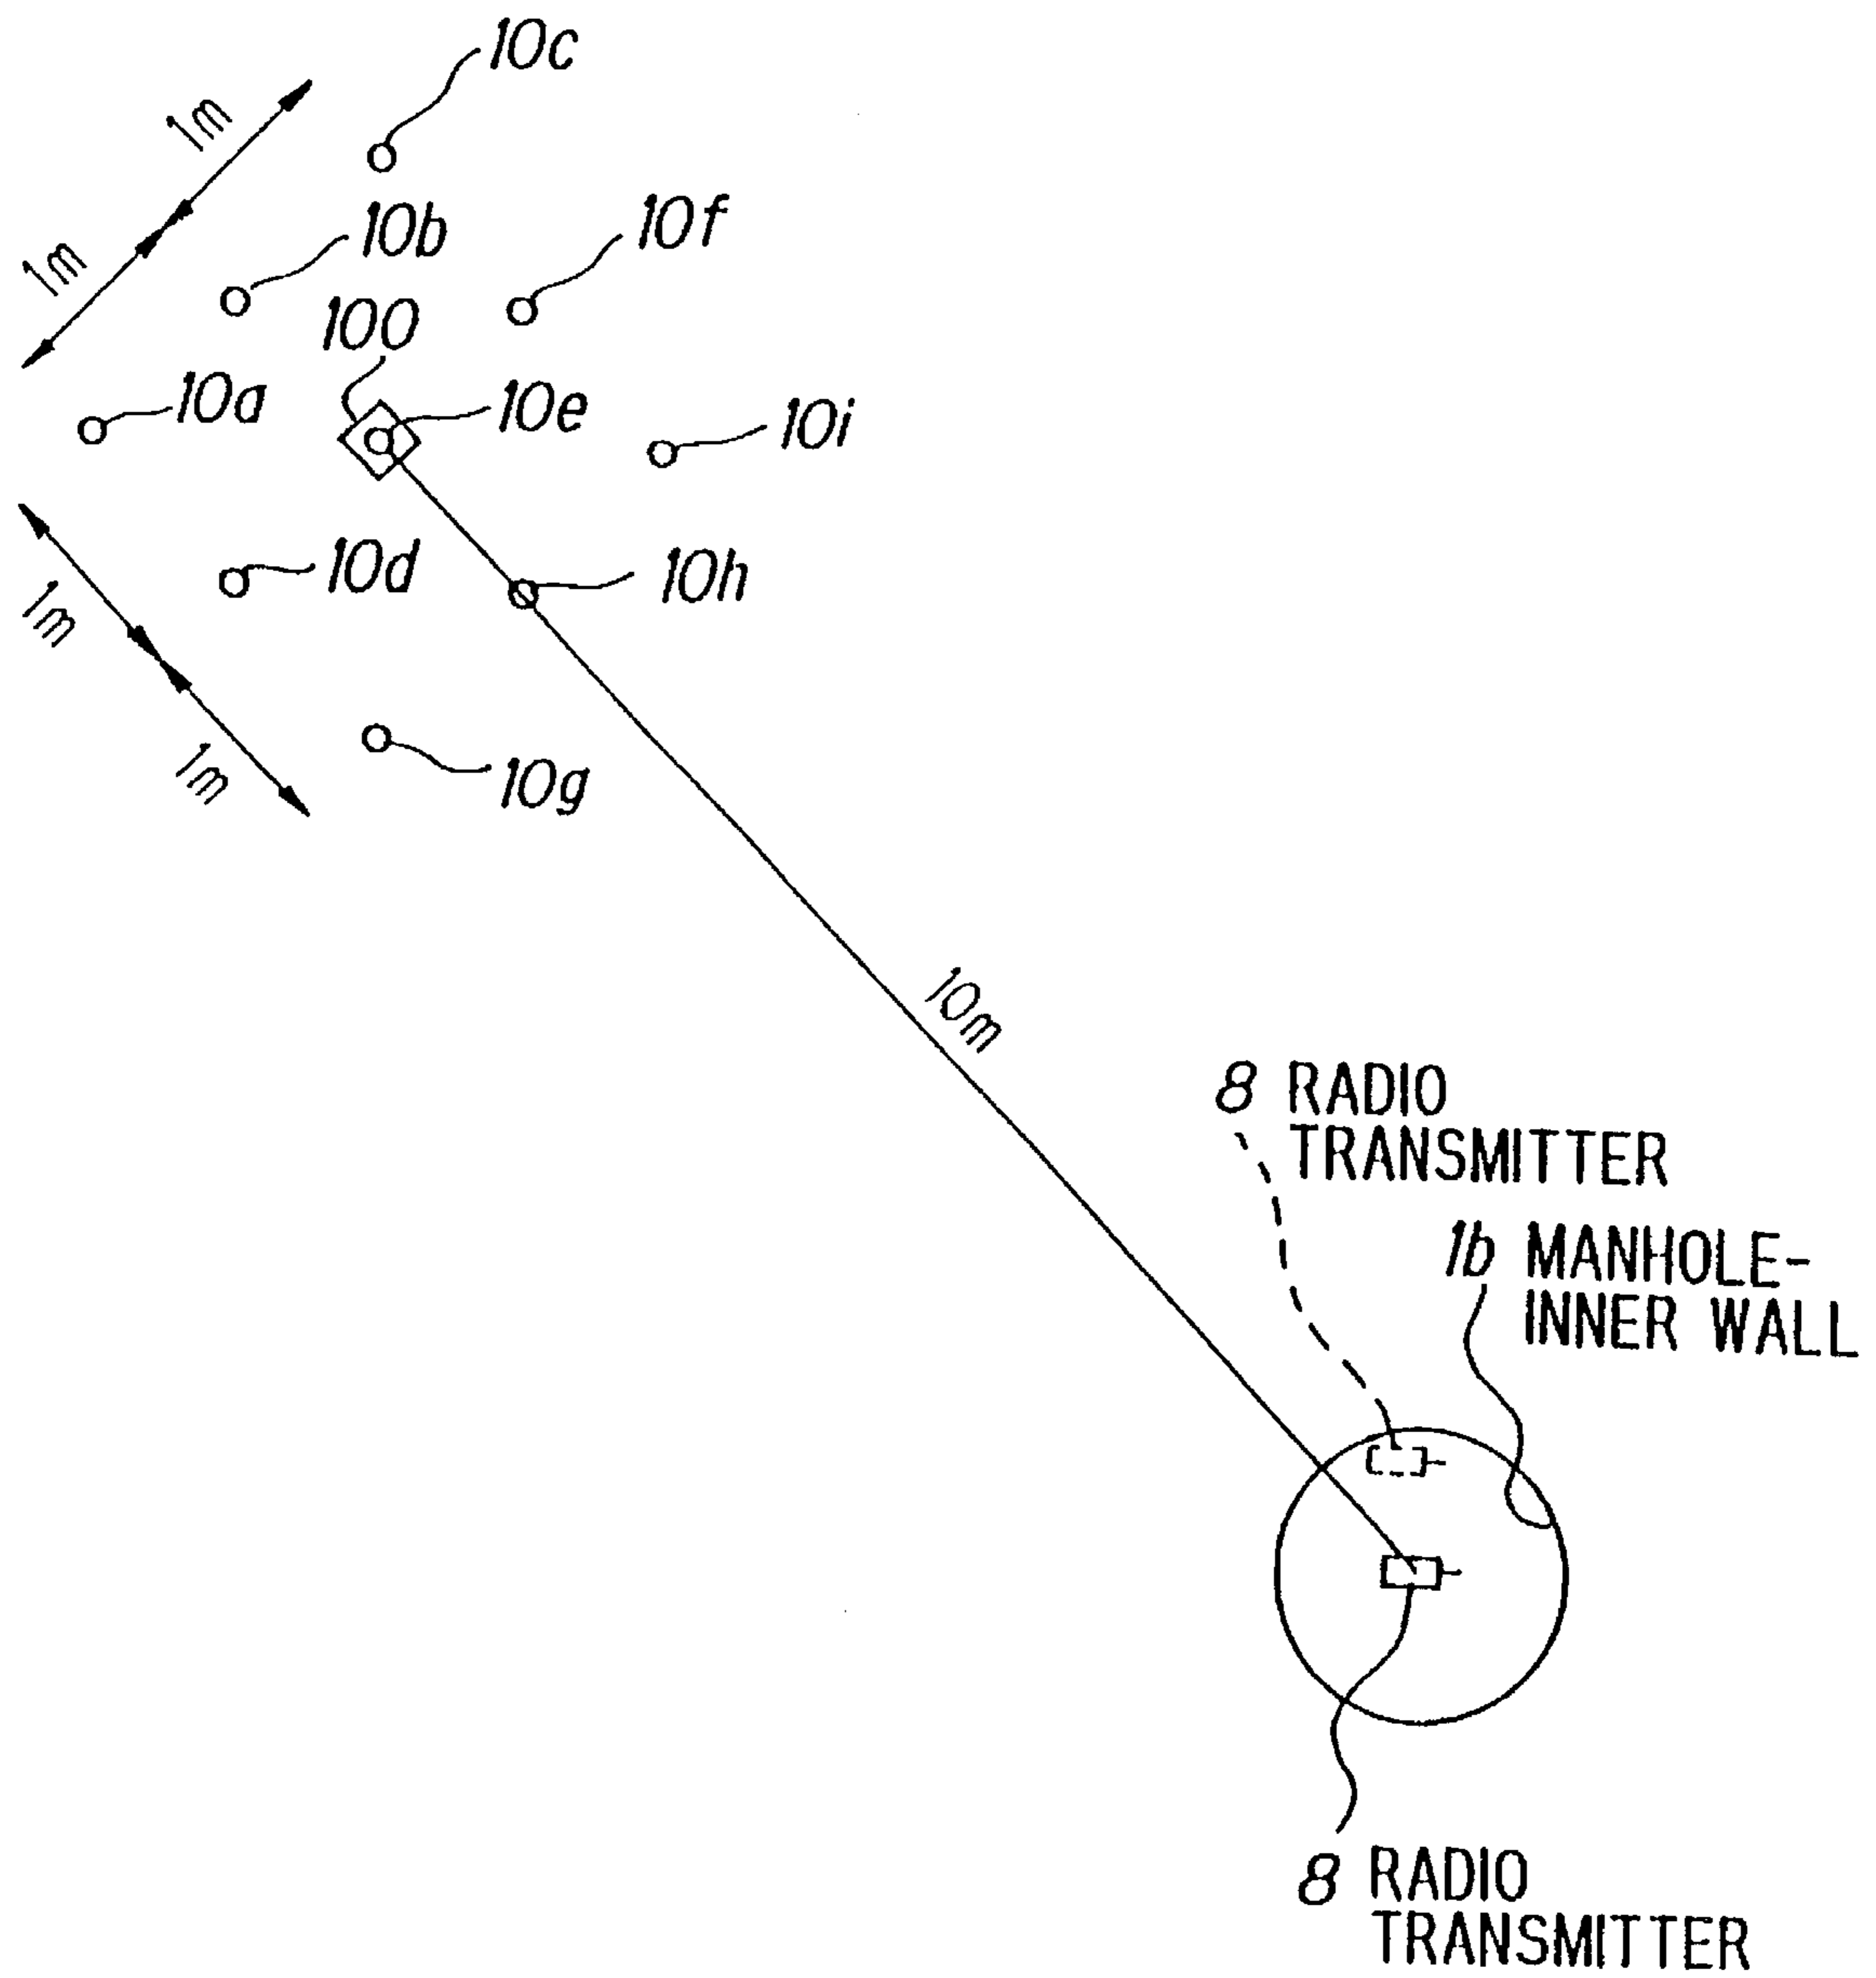 10c
1m
10b
10f
1m
100
10a
10e
10i
10d
10h
1m
1m
10g
10m
8 RADIO
TRANSMITTER
1b MANHOLE-
INNER WALL
8 RADIO
TRANSMITTER